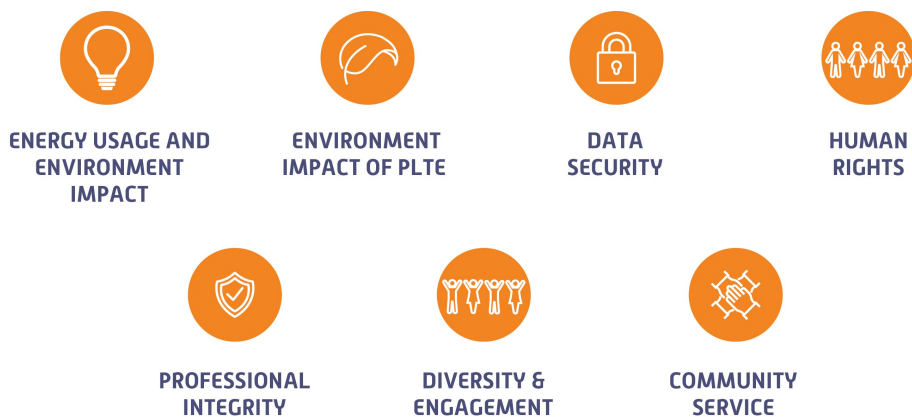 ENERGY USAGE AND
ENVIRONMENT
IMPACT
ENVIRONMENT
IMPACT OF PLTE
DATA
SECURITY
HUMAN
RIGHTS
PROFESSIONAL
INTEGRITY
DIVERSITY &
ENGAGEMENT
COMMUNITY
SERVICE